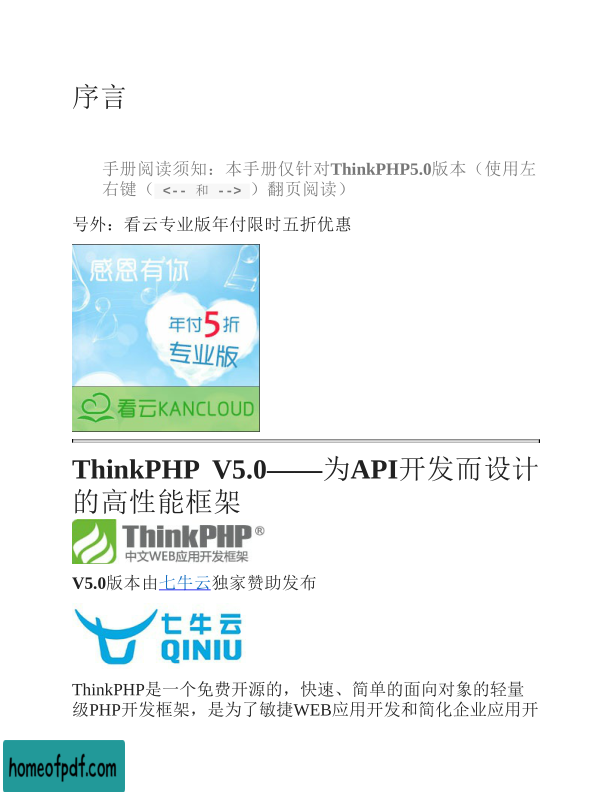 序言
手册阅读须知：本手册仅针对ThinkPHP5.0版本（使用左
右键（ <-- 和 --> ）翻页阅读）
号外：看云专业版年付限时五折优惠
感恩有你
年付5折
专业版
看云KANCLOUD
ThinkPHP V5.0——为API开发而设计
的高性能框架
ThinkPHP®
中文WEB应用开发框架
V5.0版本由七牛云独家赞助发布
七牛云
QINIU
ThinkPHP是一个免费开源的，快速、简单的面向对象的轻量
级PHP开发框架，是为了敏捷WEB应用开发和简化企业应用开
homeofpdf.com